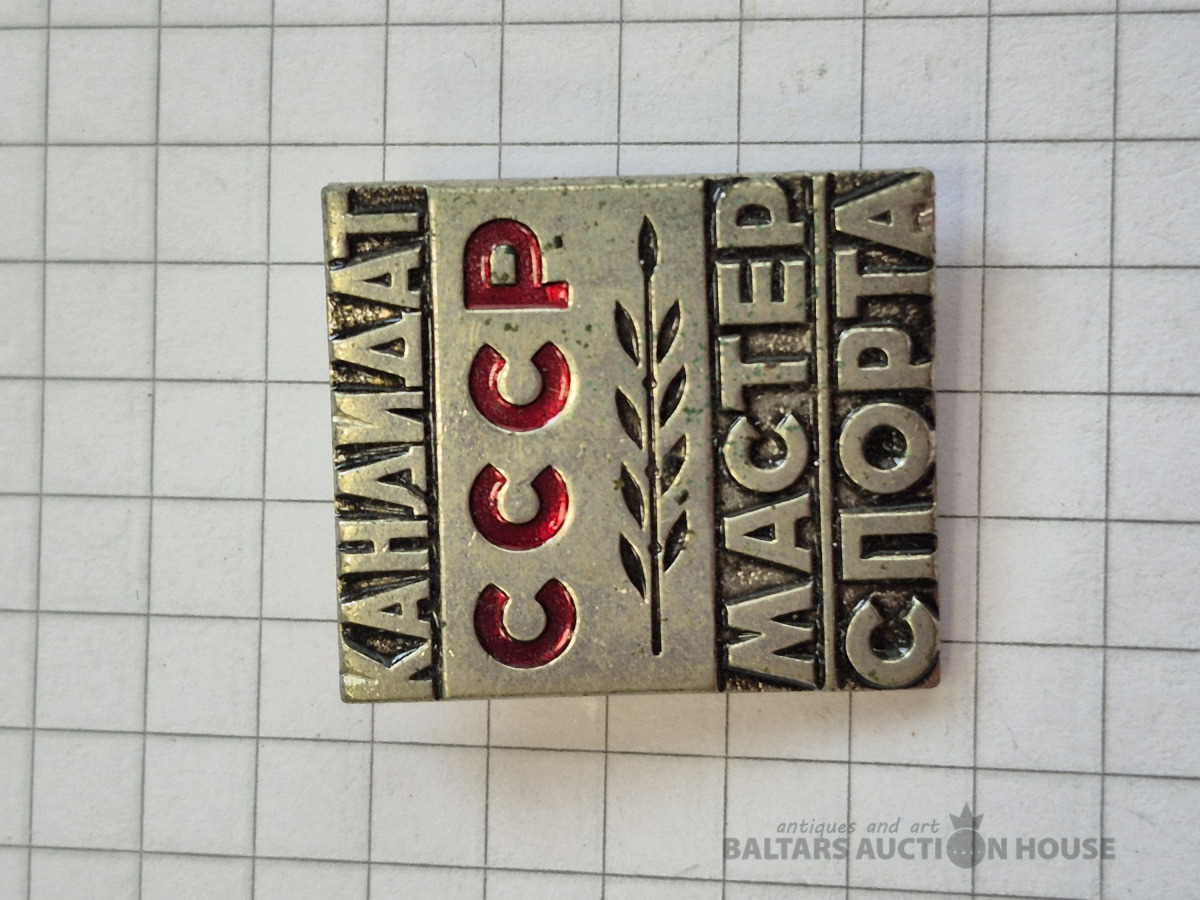 КАНДИДАТ
СССР
МАСТЕР
СПОРТА
antiques and art
BALTARS AUCTION HOUSE